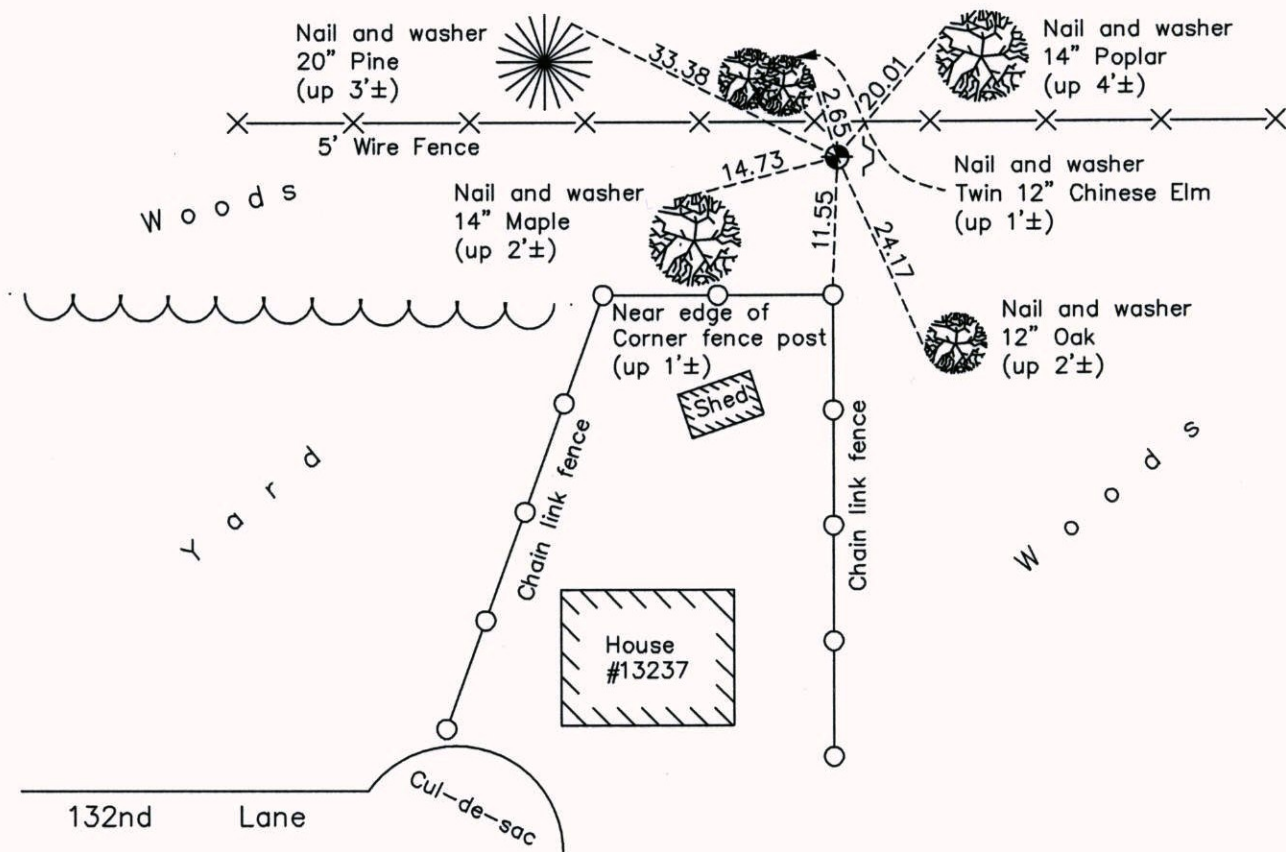 Nail and washer
20" Pine
(up 3'±)
33.38
2.65
20.01
Nail and washer
14" Poplar
(up 4'±)
5' Wire Fence
Woods
Nail and washer
14" Maple
(up 2'±)
14.73
11.55
24.17
Nail and washer
Twin 12" Chinese Elm
(up 1'±)
Near edge of
Corner fence post
(up 1'±)
Nail and washer
12" Oak
(up 2'±)
Shed
Yard
Chain link fence
Chain link fence
Woods
House
#13237
Cul-de-sac
132nd Lane